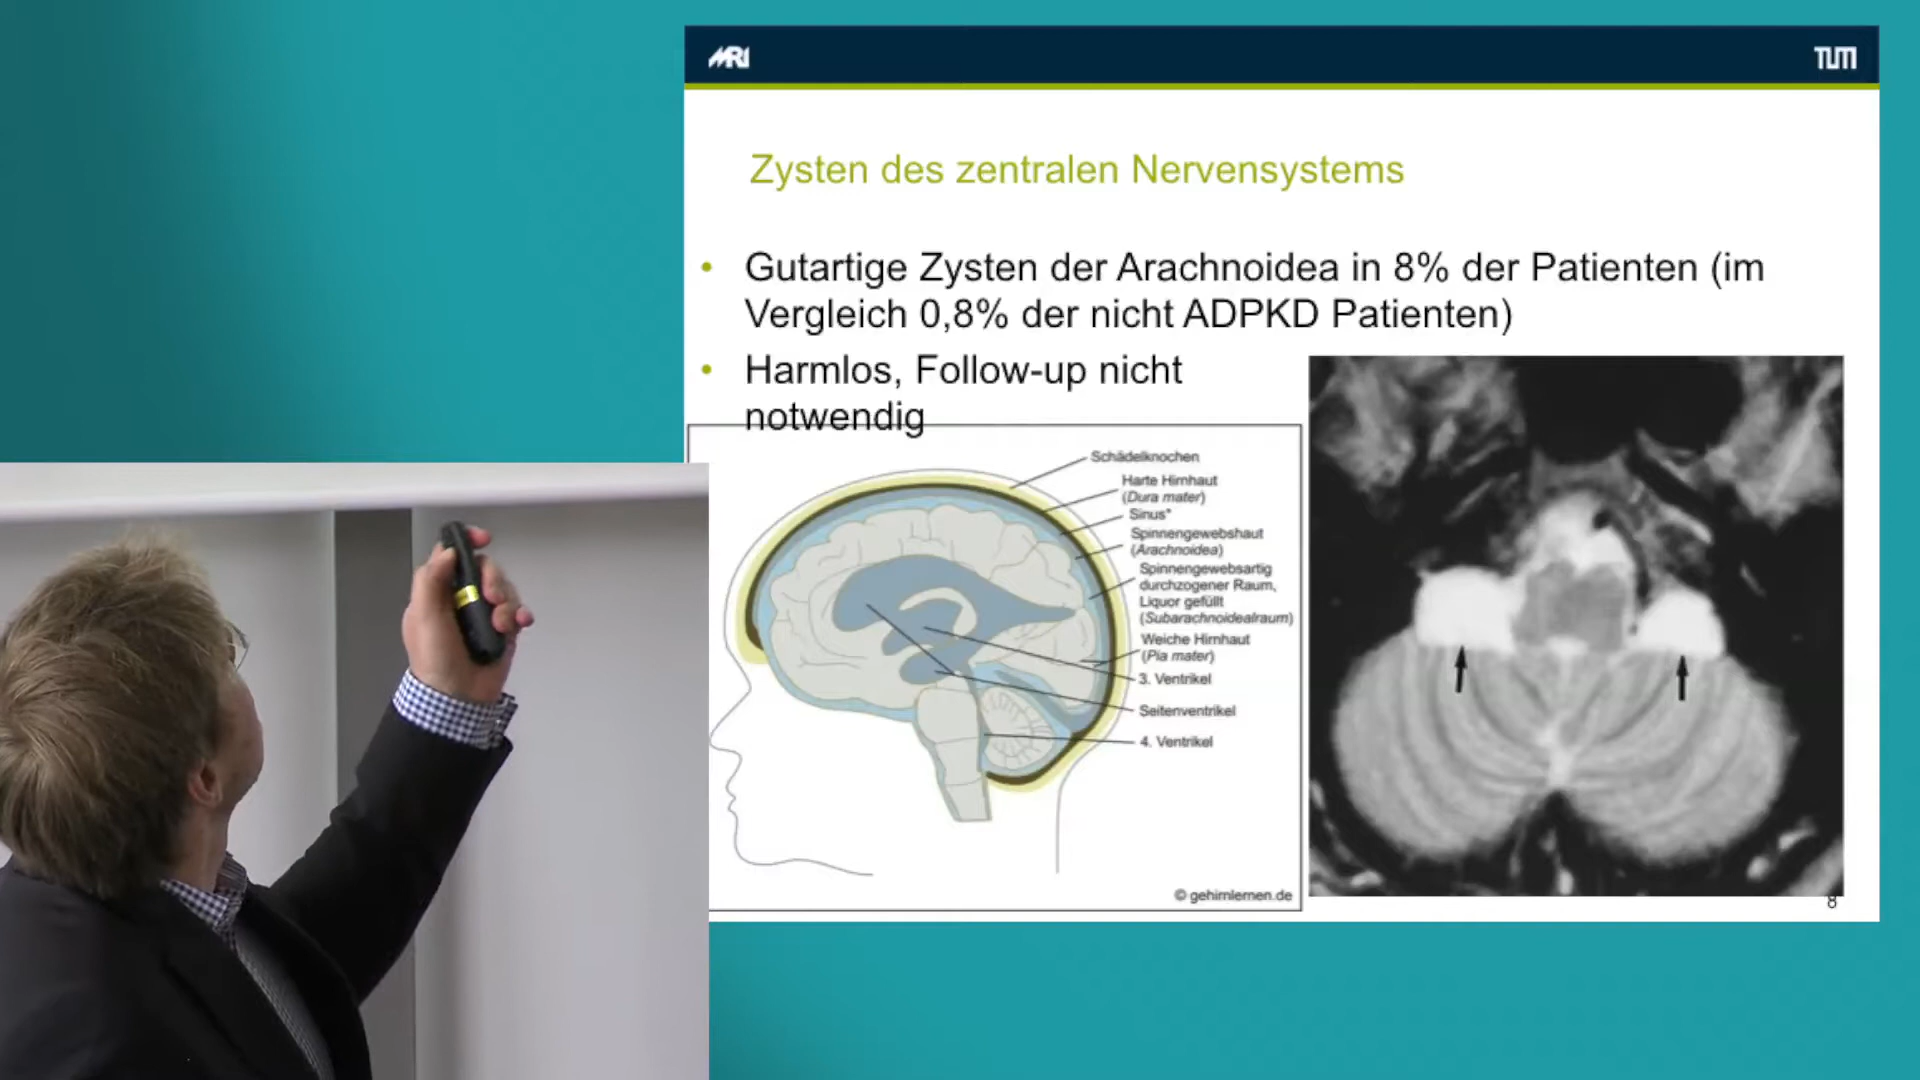 MRI
TUM
Zysten des zentralen Nervensystems
• Gutartige Zysten der Arachnoidea in 8% der Patienten (im
Vergleich 0,8% der nicht ADPKD Patienten)
• Harmlos, Follow-up nicht
notwendig
Schädelknochen
Harte Hirnhaut
(Dura mater)
Sinus*
Spinnengewebshaut
(Arachnoidea)
Spinnengewebsartig
durchzogener Raum,
Liquor gefüllt
(Subarachnoidealraum)
Weiche Hirnhaut
(Pia mater)
3. Ventrikel
Seitenventrikel
4. Ventrikel
© gehirnlernen.de
8